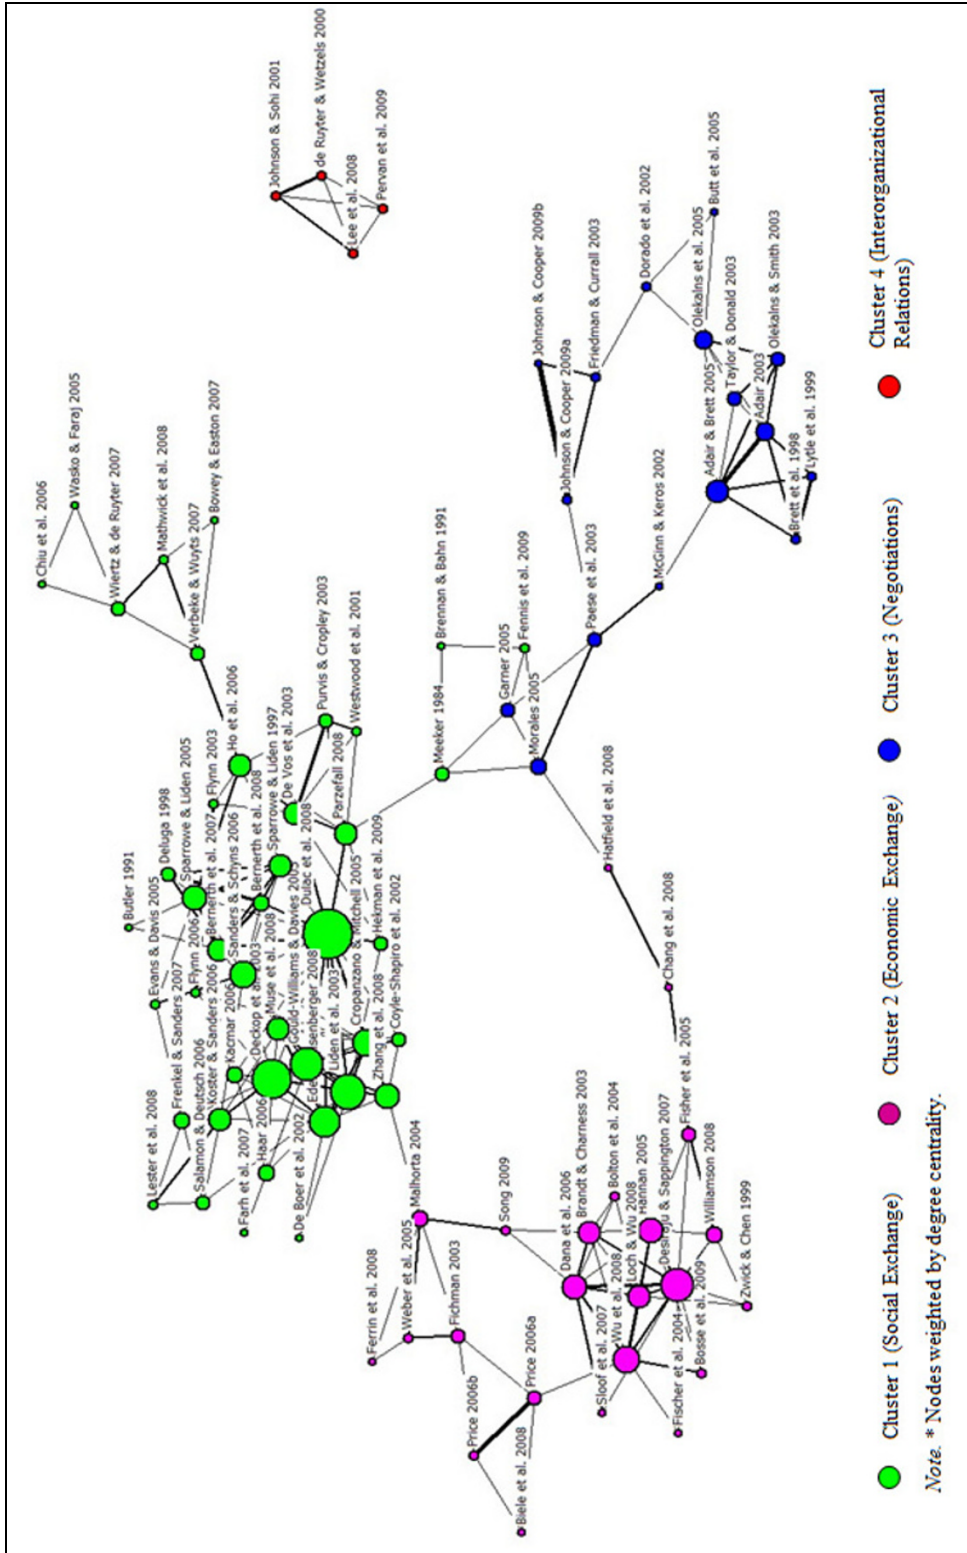 Chiu et al. 2006
Wasko & Faraj 2005
Wiertz & de Ruyter 2007
Butler 1991
Lester et al. 2008
Evans & Davis 2005
Mathwick et al. 2008
Deluga 1998
Frenkel & Sanders 2007
Sparrowe & Liden 2005
Flynn 2006
Verbeke & Wuyts 2007
Salamon & Deutsch 2006
Bernerth et al. 2007
Flynn 2003
Bowey & Easton 2007
Koster & Sanders 2006
Sanders & Schyns 2006
Ho et al. 2006
Kacmar 2006
Farh et al. 2007
Deckop et al. 2003
Bernerth et al. 2008
Haar 2006
Muse et al. 2008
Sparrowe & Liden 1997
Johnson & Sohi 2001
Gould-Williams & Davies 2005
De Vos et al. 2003
De Boer et al. 2002
Eisenberger 2008
Dulac et al. 2008
Purvis & Cropley 2003
de Ruyter & Wetzels 2000
Liden et al. 2003
Parzefall 2008
Lee et al. 2008
Cropanzano & Mitchell 2005
Westwood et al. 2001
Zhang et al. 2008
Hekman et al. 2009
Pervan et al. 2009
Ferrin et al. 2008
Coyle-Shapiro et al. 2002
Weber et al. 2005
Malhorta 2004
Meeker 1984
Brennan & Bahn 1991
Fichman 2003
Price 2006b
Song 2009
Garner 2005
Biele et al. 2008
Fennis et al. 2009
Price 2006a
Morales 2005
Johnson & Cooper 2009b
Dana et al. 2006
Johnson & Cooper 2009a
Brandt & Charness 2003
Paese et al. 2003
Friedman & Currall 2003
Sloof et al. 2007
Hatfield et al. 2008
Wu et al. 2008
Bolton et al. 2004
Loch & Wu 2008
Hannan 2005
Dorado et al. 2002
McGinn & Keros 2002
Desiraju & Sappington 2007
Chang et al. 2008
Fischer et al. 2004
Fisher et al. 2005
Bosse et al. 2009
Olekalns et al. 2005
Williamson 2008
Adair & Brett 2005
Butt et al. 2005
Taylor & Donald 2003
Zwick & Chen 1999
Adair 2003
Olekalns & Smith 2003
Brett et al. 1998
Lytle et al. 1999
Cluster 1 (Social Exchange)
Cluster 2 (Economic Exchange)
Cluster 3 (Negotiations)
Cluster 4 (Interorganizational
Relations)
Note. * Nodes weighted by degree centrality.